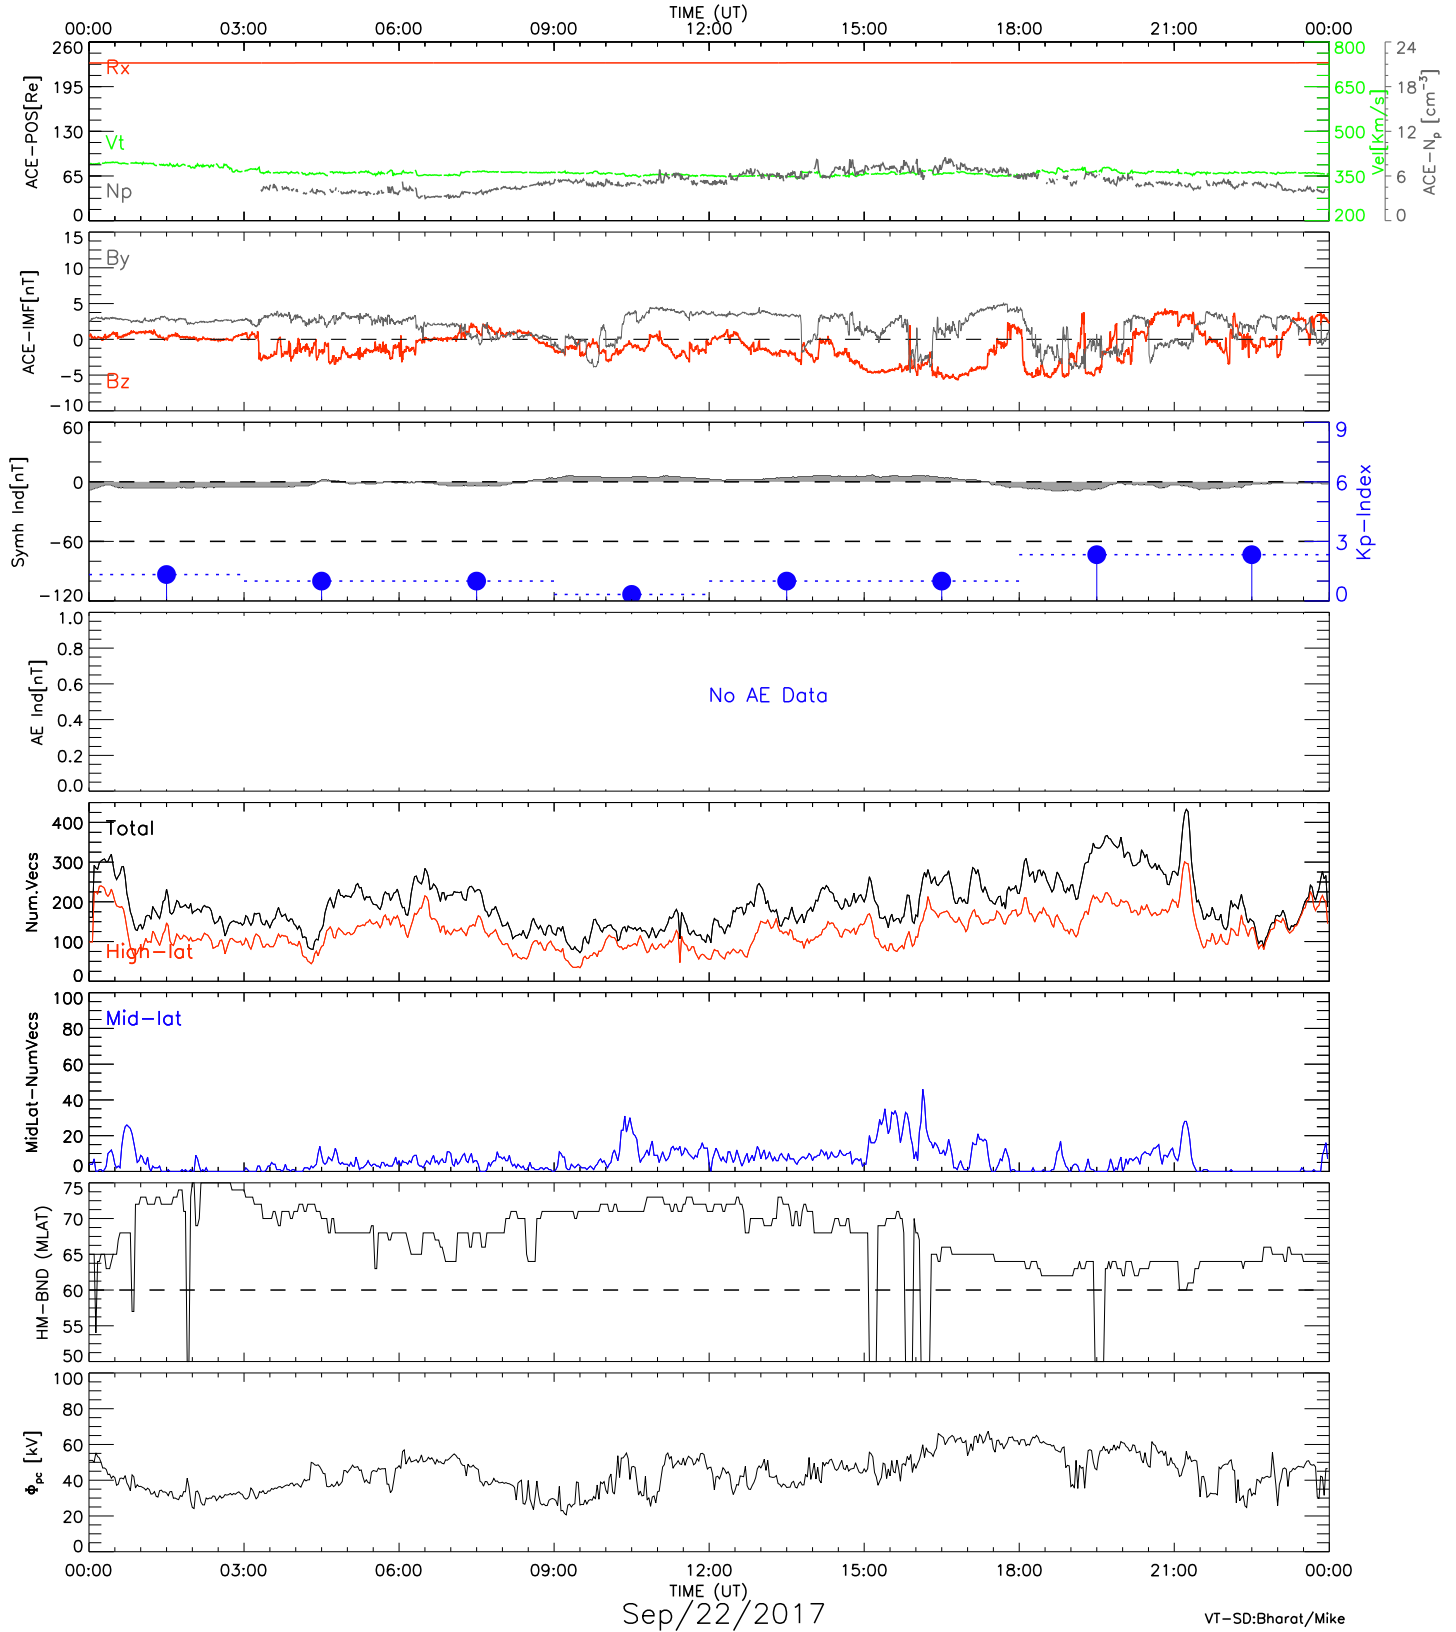 TIME (UT)
00:00 03:00 06:00 09:00 12:00 15:00 18:00 21:00 00:00
260 195 130 65 0
ACE-POS[Re]
Rx
Vt
Np
800 650 500 350 200
Vel[Km/s]
24 18 12 6 0
ACE-Np [cm-3]
15 10 5 0 -5 -10
ACE-IMF[nT]
By
Bz
60 0 -60 -120
Symh Ind[nT]
9 6 3 0
Kp-Index
1.0 0.8 0.6 0.4 0.2 0.0
AE Ind[nT]
No AE Data
400 300 200 100 0
Num.Vecs
Total
High-lat
100 80 60 40 20 0
MidLat-NumVecs
Mid-lat
75 70 65 60 55 50
HM-BND (MLAT)
100 80 60 40 20 0
Φpc [kV]
00:00 03:00 06:00 09:00 12:00 15:00 18:00 21:00 00:00
TIME (UT)
Sep/22/2017
VT-SD:Bharat/Mike